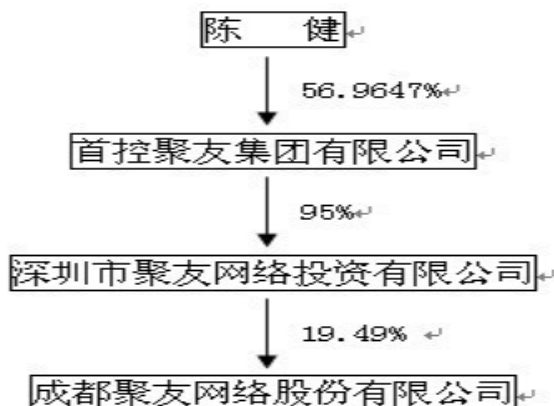 陈 健
56.9647%
首控聚友集团有限公司
95%
深圳市聚友网络投资有限公司
19.49%
成都聚友网络股份有限公司